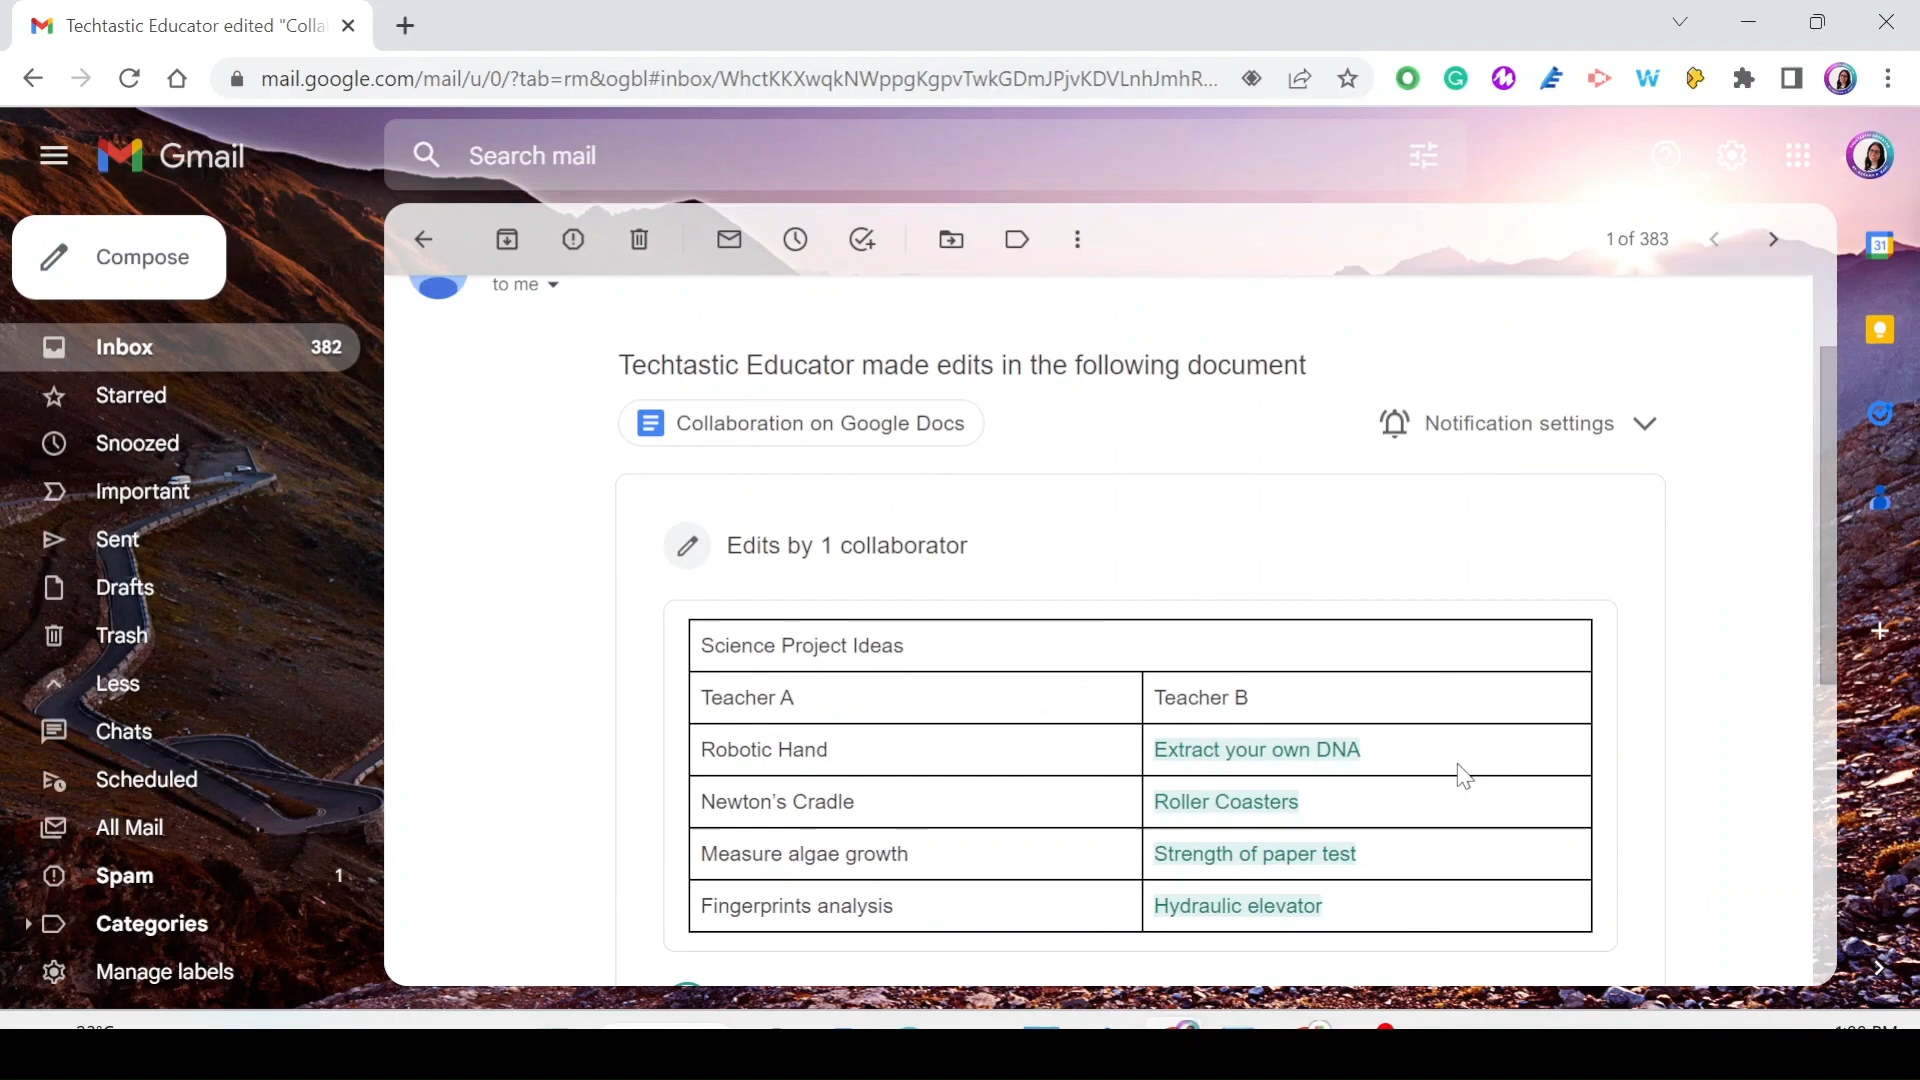 Techtastic Educator edited "Colla
mail.google.com/mail/u/0/?tab=rm&ogbl#inbox/WhctKKXwqkNWppgKgpvTwkGDmJPjvKDVLnhJmhR...
Gmail
Search mail
Compose
1 of 383
31
to me
Inbox 382
Starred
Snoozed
Important
Sent
Drafts
Trash
Less
Chats
Scheduled
All Mail
Spam 1
Categories
Manage labels
Techtastic Educator made edits in the following document
Collaboration on Google Docs
Notification settings
Edits by 1 collaborator
Science Project Ideas
Teacher A Teacher B
Robotic Hand Extract your own DNA
Newton's Cradle Roller Coasters
Measure algae growth Strength of paper test
Fingerprints analysis Hydraulic elevator